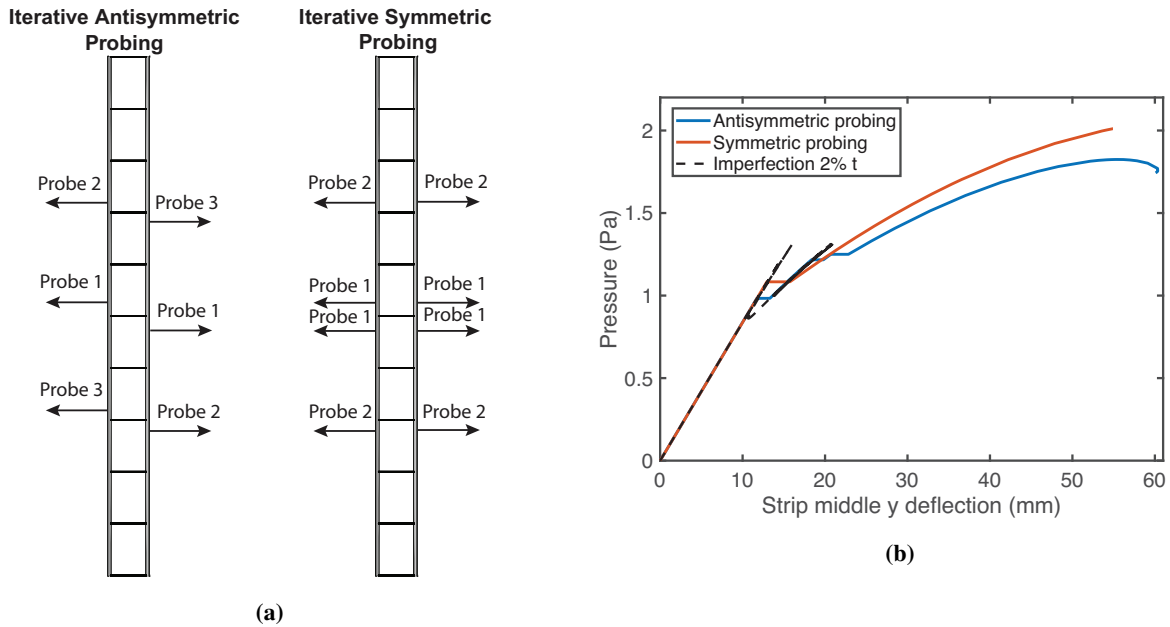 Iterative Antisymmetric
Probing
Iterative Symmetric
Probing
Probe 2
Probe 3
Probe 1
Probe 1
Probe 3
Probe 2
Probe 2
Probe 2
Probe 1
Probe 1
Probe 1
Probe 1
Probe 2
Probe 2
(a)
Antisymmetric probing
Symmetric probing
Imperfection 2% t
Pressure (Pa)
2
1.5
1
0.5
0
0 10 20 30 40 50 60
Strip middle y deflection (mm)
(b)